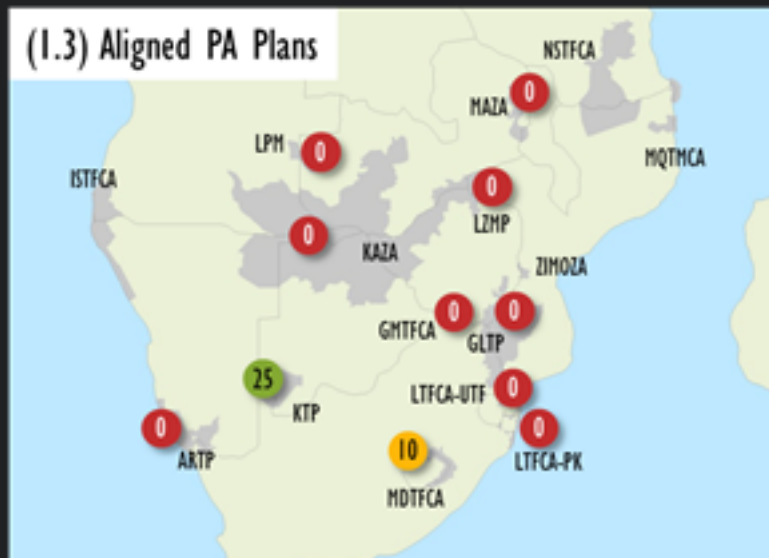 (1.3) Aligned PA Plans
NSTFCA
MAZA
0
LPM
0
MQTMCA
ISTFCA
0
LZMP
0
KAZA
ZIMOZA
0
0
GMTFCA
GLTP
25
KTP
LTFCA-UTF
0
0
ARTP
0
LTFCA-PK
10
MDTFCA